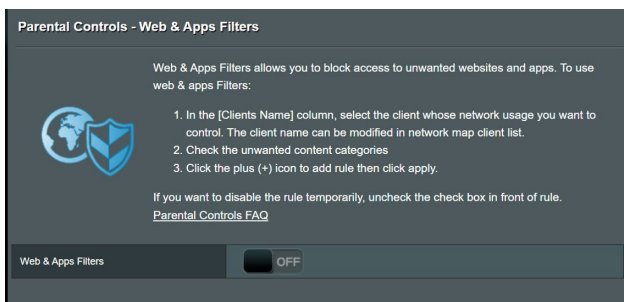 Parental Controls - Web & Apps Filters
Web & Apps Filters allows you to block access to unwanted websites and apps. To use
web & apps Filters:
1. In the [Clients Name] column, select the client whose network usage you want to
control. The client name can be modified in network map client list.
2. Check the unwanted content categories
3. Click the plus (+) icon to add rule then click apply.
If you want to disable the rule temporarily, uncheck the check box in front of rule.
Parental Controls FAQ
Web & Apps Filters OFF